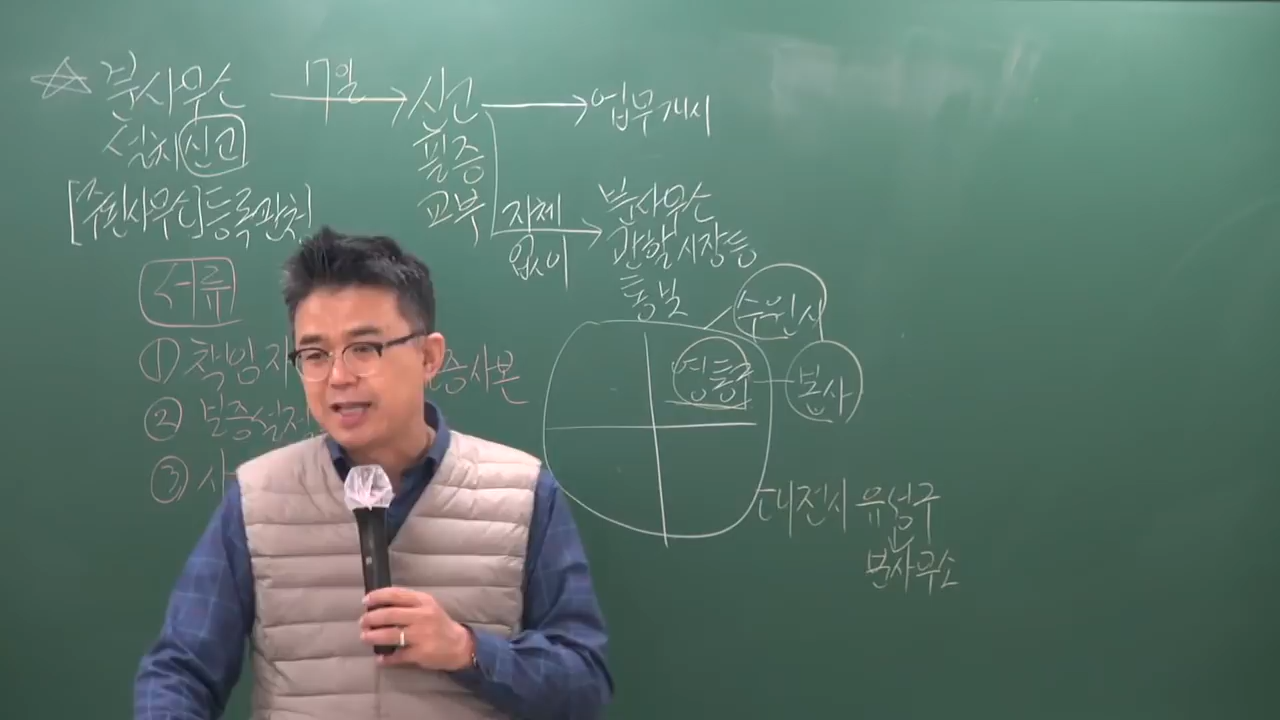 ☆ 분사무소
설치신고
[주된사무소]등록관청
17일
신고
필증
교부
업무개시
지체
없이
분사무소
관할시장등
통보
서류
① 책임자
증사본
② 보증설정
③ 사
수원시
영통구
본사
대전시 유성구
분사무소